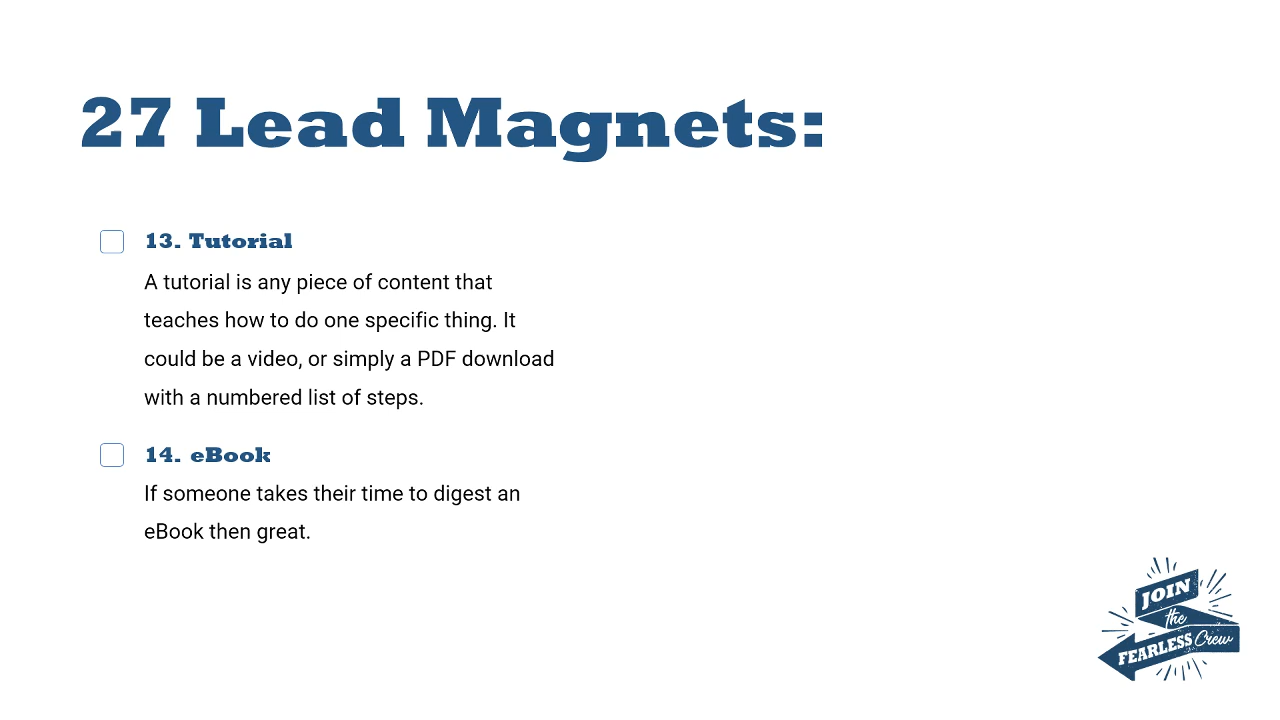 27 Lead Magnets:
13. Tutorial
A tutorial is any piece of content that
teaches how to do one specific thing. It
could be a video, or simply a PDF download
with a numbered list of steps.
14. eBook
If someone takes their time to digest an
eBook then great.
JOIN
the
FEARLESS Crew